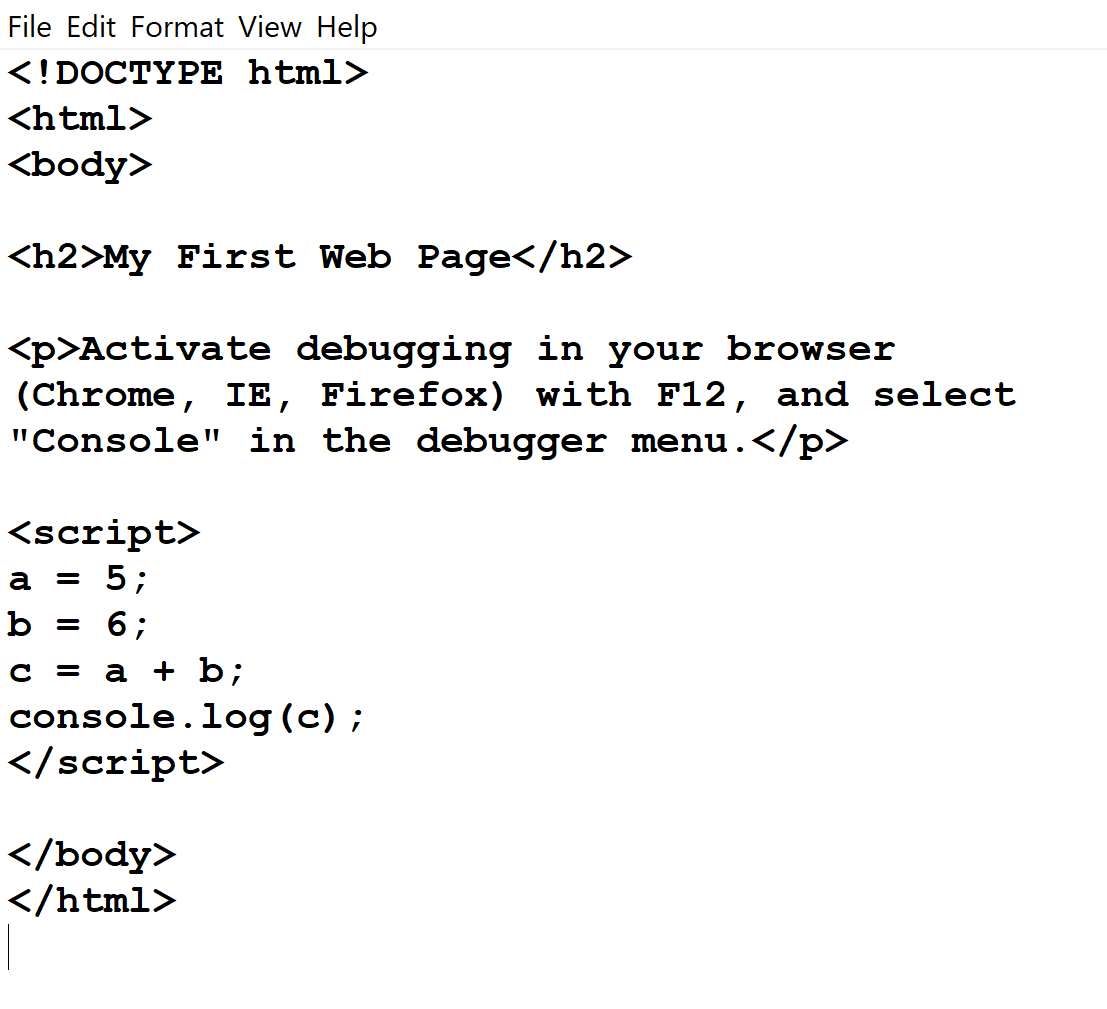 File Edit Format View Help
<!DOCTYPE html>
<html>
<body>
<h2>My First Web Page</h2>
<p>Activate debugging in your browser
(Chrome, IE, Firefox) with F12, and select
"Console" in the debugger menu.</p>
<script>
a = 5;
b = 6;
c = a + b;
console.log(c);
</script>
</body>
</html>